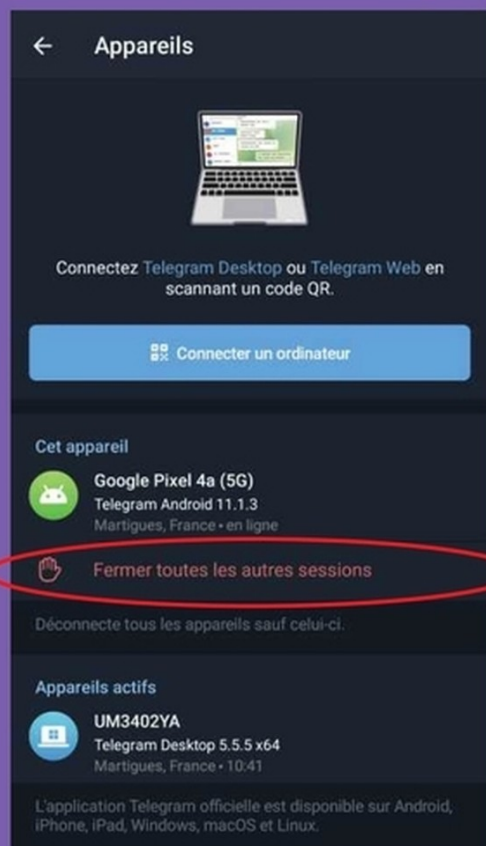 Appareils
Connectez Telegram Desktop ou Telegram Web en
scannant un code QR.
Connecter un ordinateur
Cet appareil
Google Pixel 4a (5G)
Telegram Android 11.1.3
Martigues, France • en ligne
Fermer toutes les autres sessions
Déconnecte tous les appareils sauf celui-ci.
Appareils actifs
UM3402YA
Telegram Desktop 5.5.5 x64
Martigues, France • 10:41
L'application Telegram officielle est disponible sur Android,
iPhone, iPad, Windows, macOS et Linux.